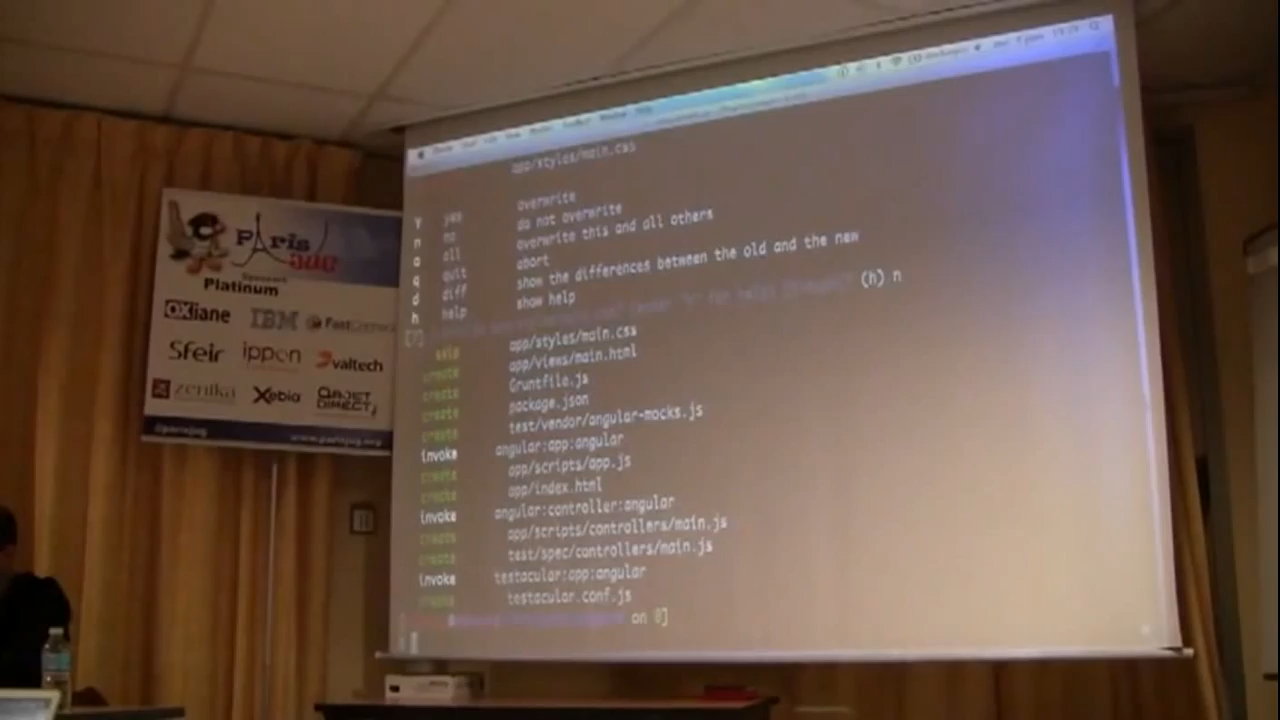 Paris
JUG
Sponsors
Platinum
OXiane
IBM
FastConnect
Sfeir
ippon
valtech
zenika
Xebia
OBJET
DIRECT
@parisjug
www.parisjug.org
app/styles/main.css
Y yes overwrite
n no do not overwrite
a all overwrite this and all others
q quit abort
d diff show the differences between the old and the new
h help show help
[?] (h) n
skip app/styles/main.css
create app/views/main.html
create Gruntfile.js
create package.json
create test/vendor/angular-mocks.js
invoke angular:app:angular
create app/scripts/app.js
create app/index.html
invoke angular:controller:angular
create app/scripts/controllers/main.js
create test/spec/controllers/main.js
invoke testacular:app:angular
create testacular.conf.js
on 0]